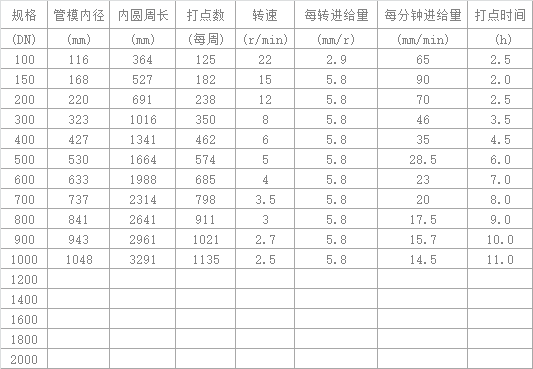 规格 管模内径 内圆周长 打点数 转速 每转进给量 每分钟进给量 打点时间
(DN) (mm) (mm) (每周) (r/min) (mm/r) (mm/min) (h)
100 116 364 125 22 2.9 65 2.5
150 168 527 182 15 5.8 90 2.0
200 220 691 238 12 5.8 70 2.5
300 323 1016 350 8 5.8 46 3.5
400 427 1341 462 6 5.8 35 4.5
500 530 1664 574 5 5.8 28.5 6.0
600 633 1988 685 4 5.8 23 7.0
700 737 2314 798 3.5 5.8 20 8.0
800 841 2641 911 3 5.8 17.5 9.0
900 943 2961 1021 2.7 5.8 15.7 10.0
1000 1048 3291 1135 2.5 5.8 14.5 11.0
1200
1400
1600
1800
2000